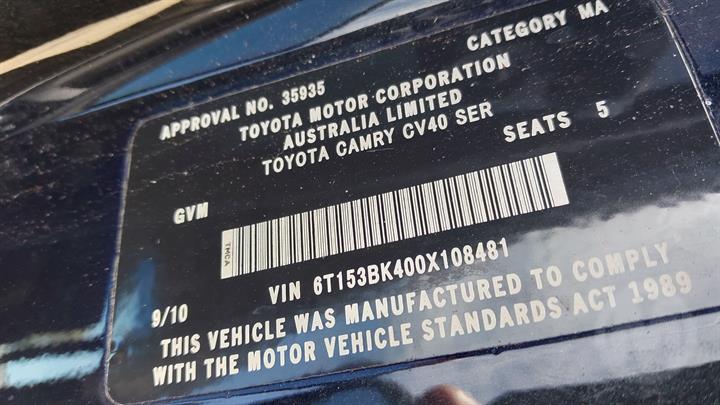 APPROVAL NO. 35935 CATEGORY MA
TOYOTA MOTOR CORPORATION
AUSTRALIA LIMITED
TOYOTA CAMRY CV40 SER
GVM SEATS 5
TMCA
VIN 6T153BK400X108481
9/10
THIS VEHICLE WAS MANUFACTURED TO COMPLY
WITH THE MOTOR VEHICLE STANDARDS ACT 1989